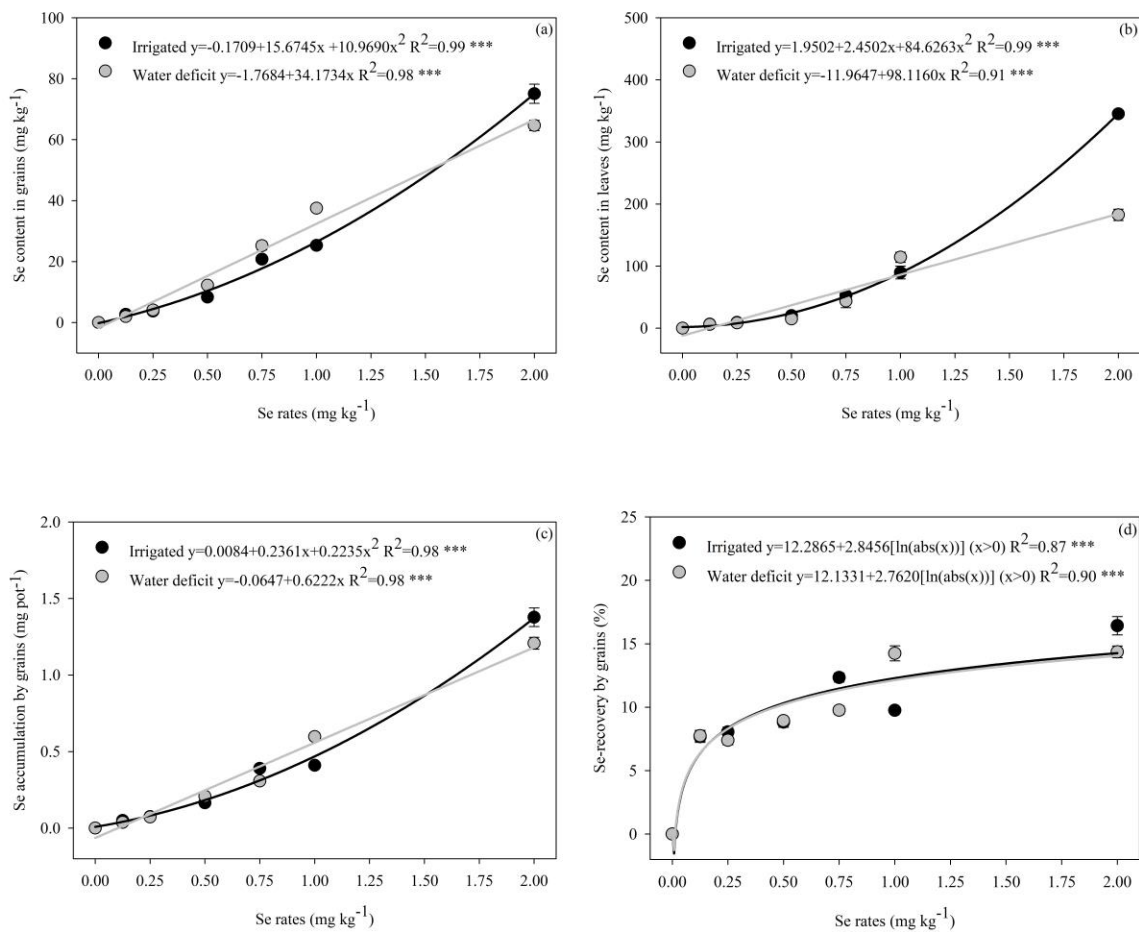 (a)
Irrigated y=-0.1709+15.6745x +10.9690x² R²=0.99 ***
Water deficit y=-1.7684+34.1734x R²=0.98 ***
Se content in grains (mg kg⁻¹)
100
80
60
40
20
0
0.00 0.25 0.50 0.75 1.00 1.25 1.50 1.75 2.00
Se rates (mg kg⁻¹)
(b)
Irrigated y=1.9502+2.4502x+84.6263x² R²=0.99 ***
Water deficit y=-11.9647+98.1160x R²=0.91 ***
Se content in leaves (mg kg⁻¹)
500
400
300
200
100
0
0.00 0.25 0.50 0.75 1.00 1.25 1.50 1.75 2.00
Se rates (mg kg⁻¹)
(c)
Irrigated y=0.0084+0.2361x+0.2235x² R²=0.98 ***
Water deficit y=-0.0647+0.6222x R²=0.98 ***
Se accumulation by grains (mg pot⁻¹)
2.0
1.5
1.0
0.5
0.0
0.00 0.25 0.50 0.75 1.00 1.25 1.50 1.75 2.00
Se rates (mg kg⁻¹)
(d)
Irrigated y=12.2865+2.8456[ln(abs(x))] (x>0) R²=0.87 ***
Water deficit y=12.1331+2.7620[ln(abs(x))] (x>0) R²=0.90 ***
Se-recovery by grains (%)
25
20
15
10
5
0
0.00 0.25 0.50 0.75 1.00 1.25 1.50 1.75 2.00
Se rates (mg kg⁻¹)